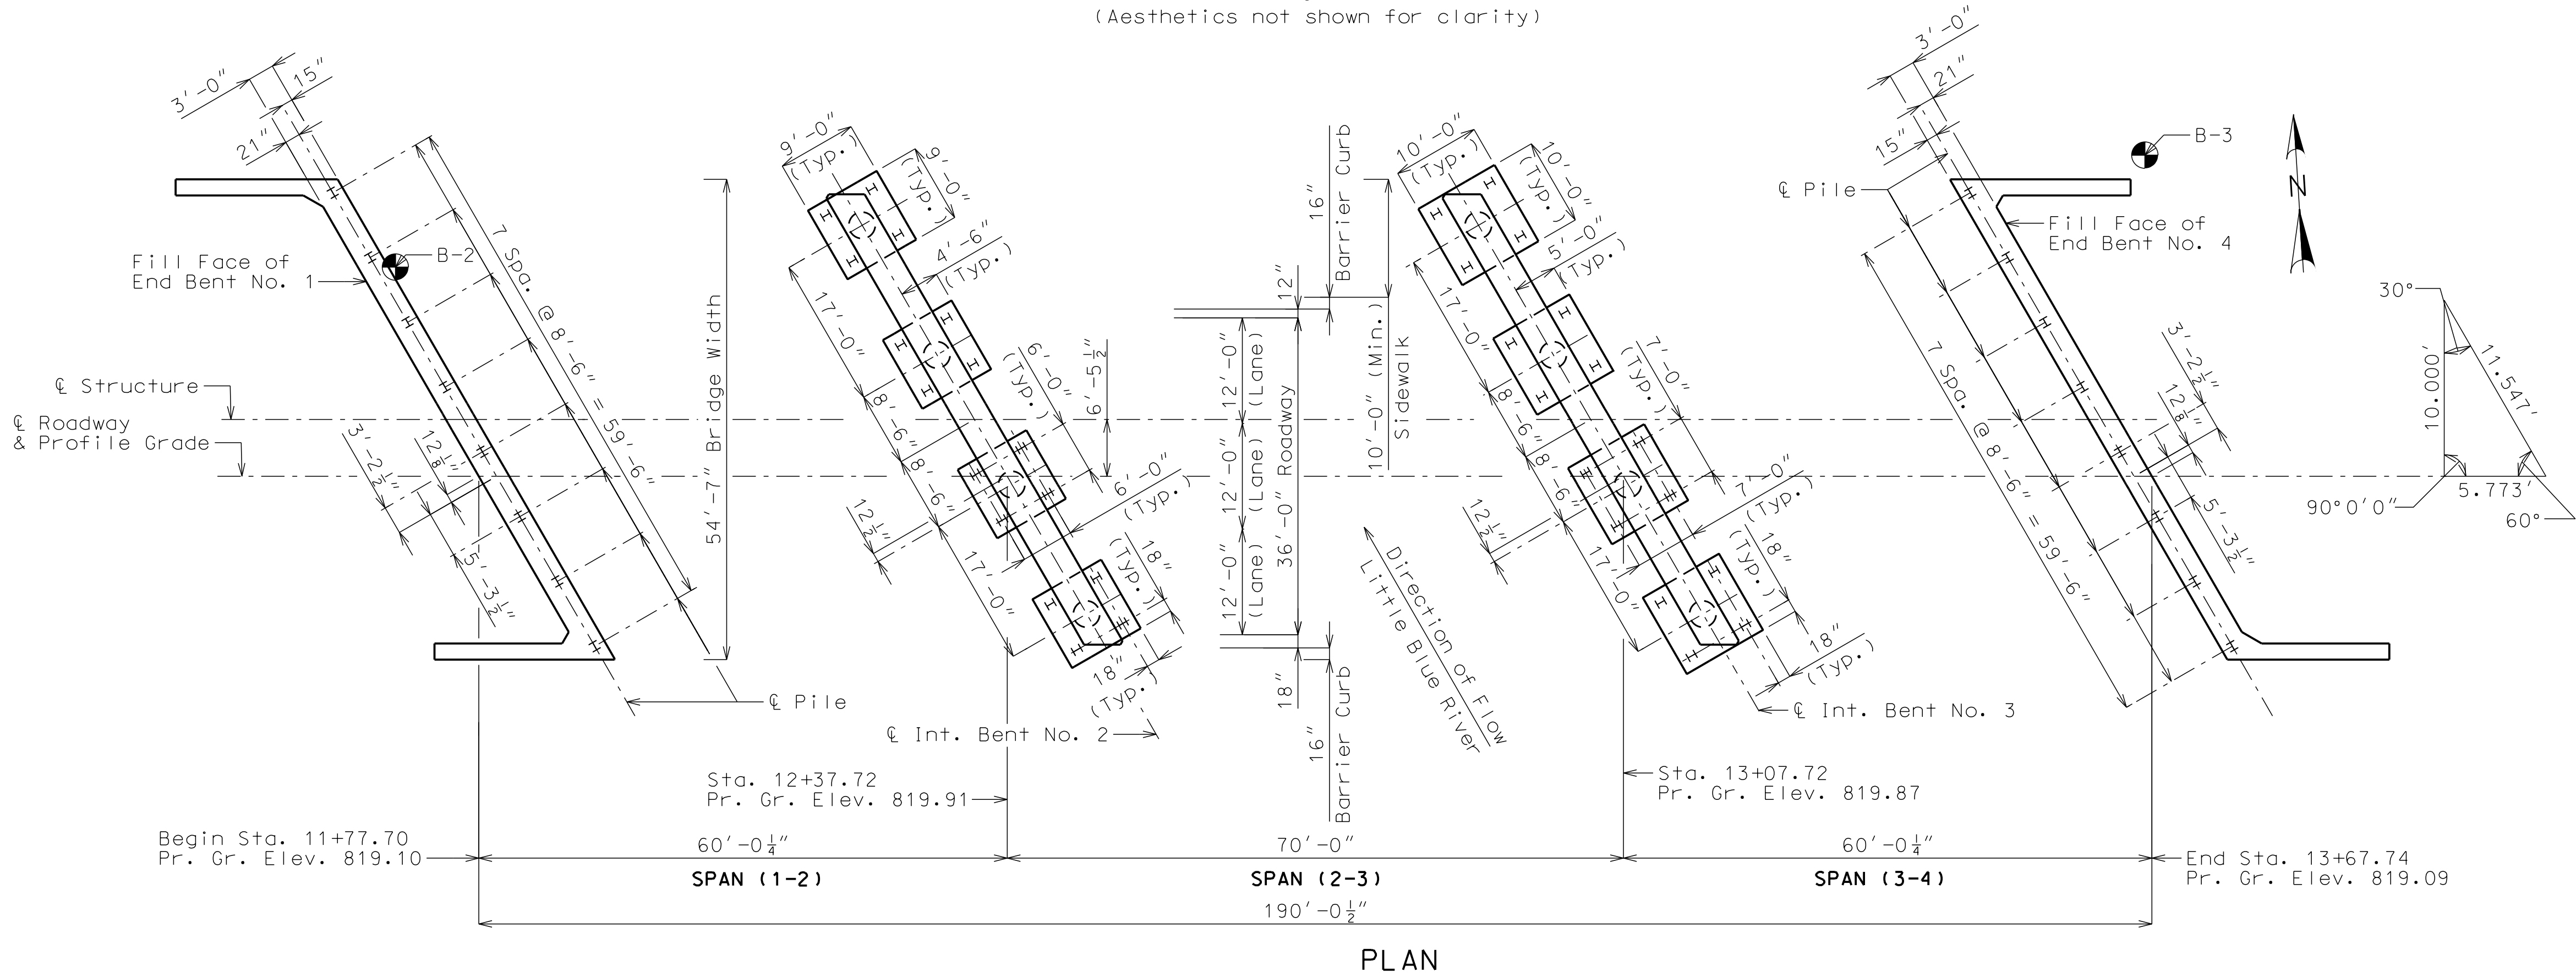 (Aesthetics not shown for clarity)
3'-0"
15"
21"
Fill Face of
End Bent No. 1
B-2
7 Spa. @ 8'-6" = 59'-6"
54'-7" Bridge Width
℄ Structure
℄ Roadway
& Profile Grade
3'-2½"
12⅛"
5'-3½"
℄ Pile
9'-0"
(Typ.)
9'-0"
(Typ.)
4'-6"
(Typ.)
17'-0"
8'-6"
8'-6"
17'-0"
12½"
6'-0"
(Typ.)
6'-5½"
6'-0"
(Typ.)
18"
(Typ.)
18"
(Typ.)
℄ Int. Bent No. 2
16"
Barrier Curb
12"
12'-0"
(Lane)
12'-0"
(Lane)
12'-0"
(Lane)
36'-0" Roadway
10'-0" (Min.)
Sidewalk
18"
16"
Barrier Curb
10'-0"
(Typ.)
10'-0"
(Typ.)
5'-0"
(Typ.)
17'-0"
8'-6"
8'-6"
17'-0"
12½"
7'-0"
(Typ.)
7'-0"
(Typ.)
18"
(Typ.)
18"
(Typ.)
Direction of Flow
Little Blue River
℄ Int. Bent No. 3
3'-0"
21"
15"
℄ Pile
B-3
Fill Face of
End Bent No. 4
7 Spa. @ 8'-6" = 59'-6"
3'-2½"
12⅛"
5'-3½"
N
30°
10.000'
11.547'
5.773'
90°0'0"
60°
Sta. 12+37.72
Pr. Gr. Elev. 819.91
Sta. 13+07.72
Pr. Gr. Elev. 819.87
Begin Sta. 11+77.70
Pr. Gr. Elev. 819.10
60'-0¼"
70'-0"
60'-0¼"
End Sta. 13+67.74
Pr. Gr. Elev. 819.09
SPAN (1-2)
SPAN (2-3)
SPAN (3-4)
190'-0½"
PLAN